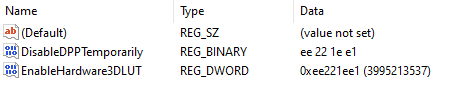 Name Type Data
(Default) REG_SZ (value not set)
DisableDPPTemporarily REG_BINARY ee 22 1e e1
EnableHardware3DLUT REG_DWORD 0xee221ee1 (3995213537)